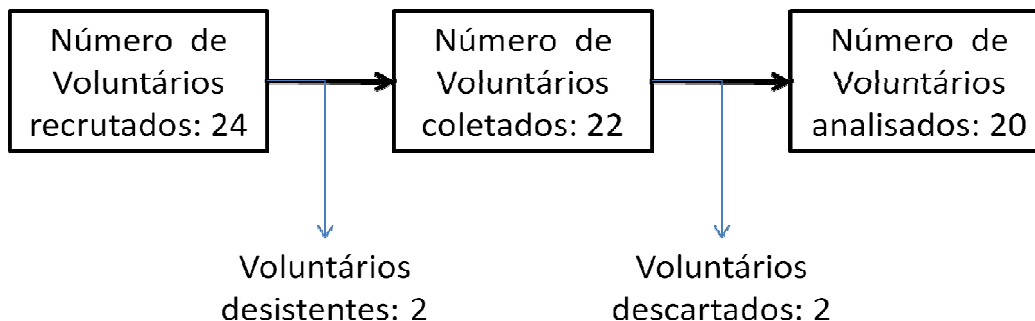 Número de
Voluntários
recrutados: 24
Número de
Voluntários
coletados: 22
Número de
Voluntários
analisados: 20
Voluntários
desistentes: 2
Voluntários
descartados: 2